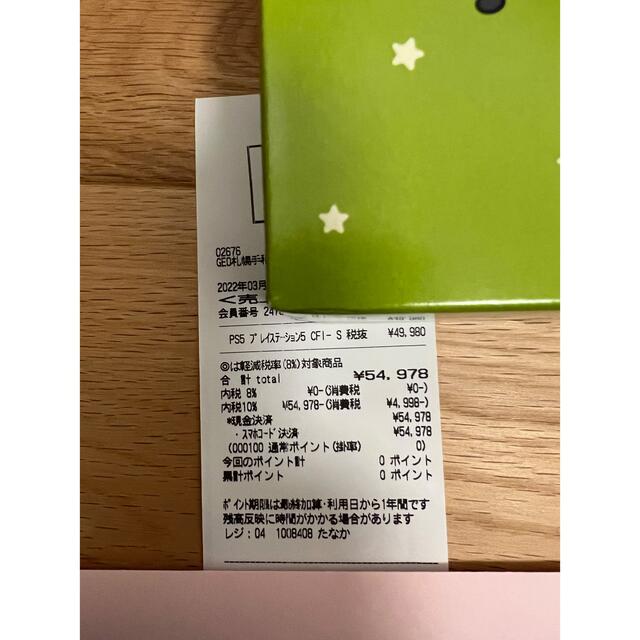 02676
GEO札幌手稲
2022年03月
<売
会員番号 247
PS5 プレイステーション5 CFI- S 税抜 ¥49,980
◎は軽減税率(8%)対象商品
合 計 total ¥54,978
内税 8% ¥0-(消費税 ¥0-)
内税10% ¥54,978-(消費税 ¥4,998-)
*現金決済 ¥54,978
・スマホコード決済 ¥54,978
(000100 通常ポイント(掛率) 0)
今回のポイント計 0 ポイント
累計ポイント 0 ポイント
ポイント期限は最終加算・利用日から1年間です
残高反映に時間がかかる場合があります
レジ:04 1008408 たなか